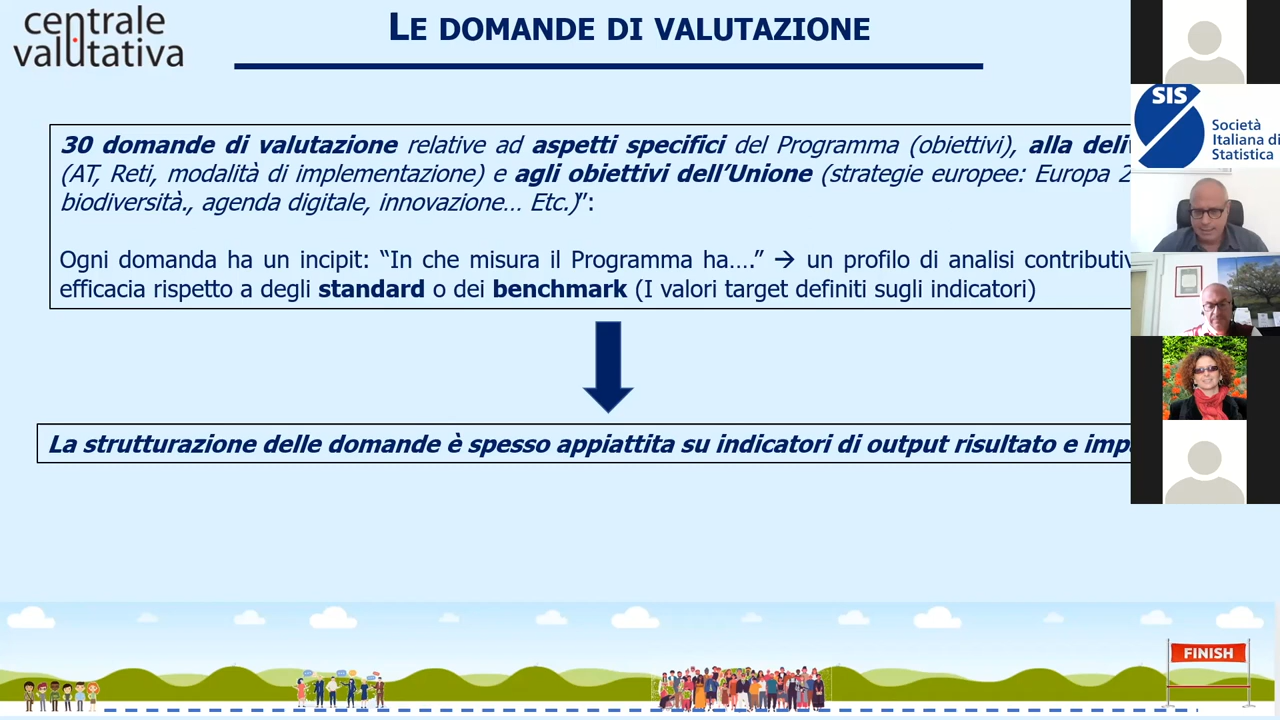 centrale
valutativa
LE DOMANDE DI VALUTAZIONE
30 domande di valutazione relative ad aspetti specifici del Programma (obiettivi), alla
(AT, Reti, modalità di implementazione) e agli obiettivi dell’Unione (strategie europee: Europa
biodiversità., agenda digitale, innovazione… Etc.)”:
Ogni domanda ha un incipit: “In che misura il Programma ha….” → un profilo di analisi
efficacia rispetto a degli standard o dei benchmark (I valori target definiti sugli indicatori)
La strutturazione delle domande è spesso appiattita su indicatori di output risultato e
SIS
Società
Italiana di
Statistica
FINISH